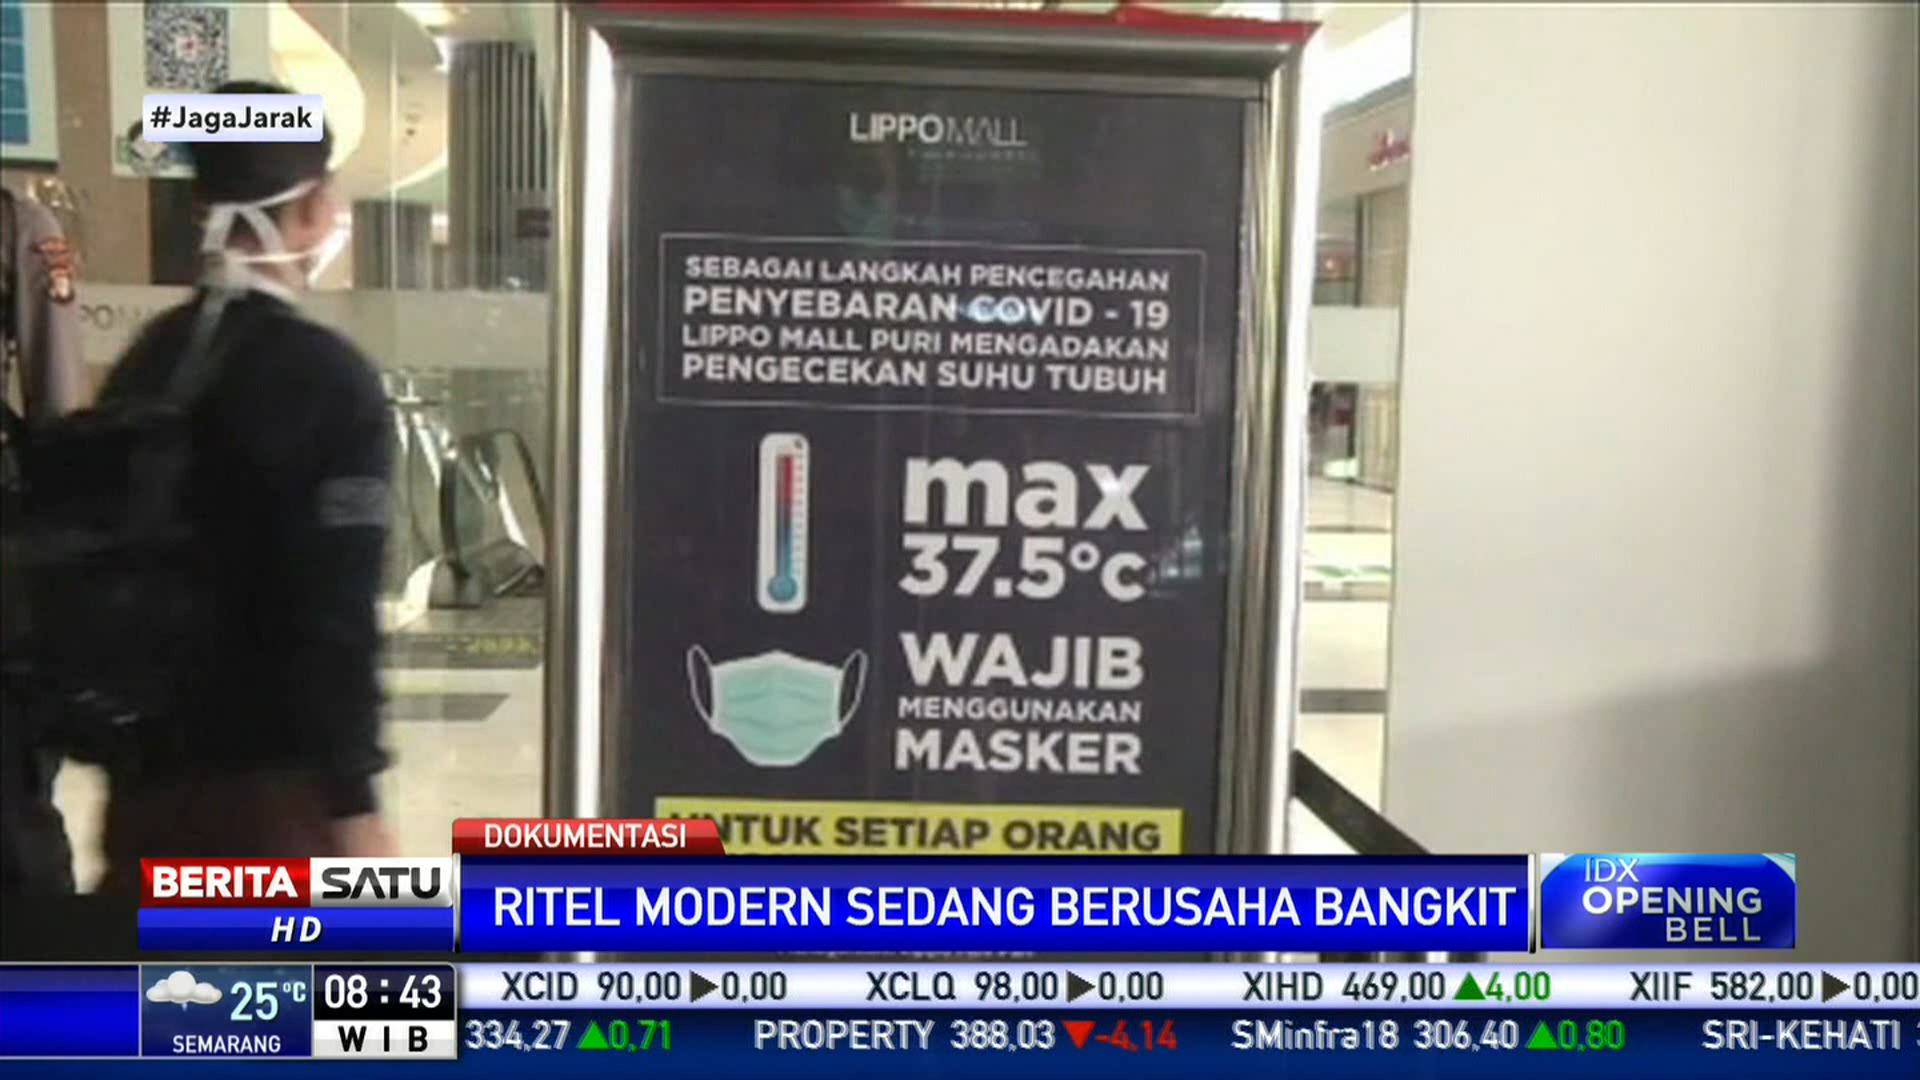 #JagaJarak
LIPPO MALL
SEBAGAI LANGKAH PENCEGAHAN
PENYEBARAN COVID - 19
LIPPO MALL PURI MENGADAKAN
PENGECEKAN SUHU TUBUH
max
37.5°c
WAJIB
MENGGUNAKAN
MASKER
UNTUK SETIAP ORANG
DOKUMENTASI
BERITA SATU
HD
RITEL MODERN SEDANG BERUSAHA BANGKIT
IDX
OPENING
BELL
25°C
SEMARANG
08:43
WIB
XCID 90,00 ▶0,00 XCLQ 98,00 ▶0,00 XIHD 469,00 ▲4,00 XIIF 582,00 ▶0,00
334,27 ▲0,71 PROPERTY 388,03 ▼-4,14 SMinfra18 306,40 ▲0,80 SRI-KEHATI